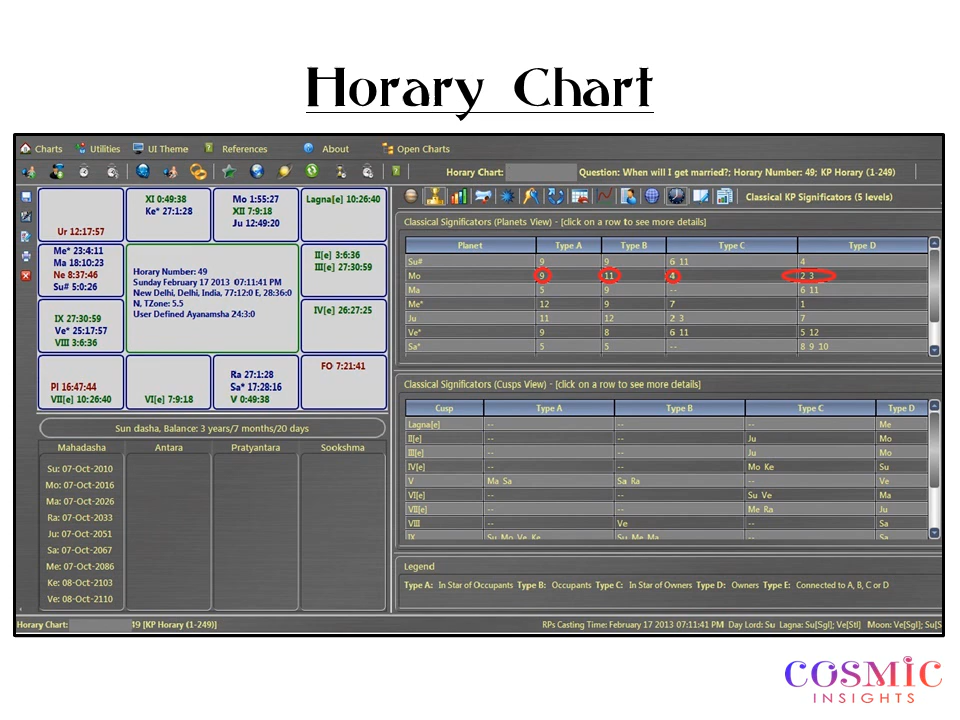 Horary Chart
Charts Utilities UI Theme References About Open Charts
Horary Chart: Question: When will I get married?; Horary Number: 49; KP Horary (1-249)
Ur 12:17:57
XI 0:49:38
Ke* 27:1:28
Mo 1:55:27
XII 7:9:18
Ju 12:49:20
Lagna[e] 10:26:40
Me* 23:4:11
Ma 18:10:23
Ne 8:37:46
Su# 5:0:26
Horary Number: 49
Sunday February 17 2013 07:11:41 PM
New Delhi, Delhi, India, 77:12:0 E, 28:36:0
N, TZone: 5.5
User Defined Ayanamsha 24:3:0
II[e] 3:6:36
III[e] 27:30:59
IX 27:30:59
Ve* 25:17:57
VIII 3:6:36
IV[e] 26:27:25
Pl 16:47:44
VII[e] 10:26:40
VI[e] 7:9:18
Ra 27:1:28
Sa* 17:28:16
V 0:49:38
FO 7:21:41
Sun dasha, Balance: 3 years/7 months/20 days
Mahadasha Antara Pratyantara Sookshma
Su: 07-Oct-2010
Mo: 07-Oct-2016
Ma: 07-Oct-2026
Ra: 07-Oct-2033
Ju: 07-Oct-2051
Sa: 07-Oct-2067
Me: 07-Oct-2086
Ke: 08-Oct-2103
Ve: 08-Oct-2110
Classical KP Significators (5 levels)
Classical Significators (Planets View) - [click on a row to see more details]
Planet Type A Type B Type C Type D
Su# 9 9 6 11 4
Mo 9 11 4 2 3
Ma 5 9 -- 6 11
Me* 12 9 7 1
Ju 11 12 2 3 7
Ve* 9 8 6 11 5 12
Sa* 5 5 -- 8 9 10
Classical Significators (Cusps View) - [click on a row to see more details]
Cusp Type A Type B Type C Type D
Lagna[e] -- -- -- Me
II[e] -- -- Ju Mo
III[e] -- -- Ju Mo
IV[e] -- -- Mo Ke Su
V Ma Sa Sa Ra -- Ve
VI[e] -- -- Su Ve Ma
VII[e] -- -- Me Ra Ju
VIII -- Ve -- Sa
IX Su Mo Ve Ke Su Me Ma -- Sa
Legend
Type A: In Star of Occupants Type B: Occupants Type C: In Star of Owners Type D: Owners Type E: Connected to A, B, C or D
Horary Chart: 49 [KP Horary (1-249)]
RPs Casting Time: February 17 2013 07:11:41 PM Day Lord: Su Lagna: Su[Sgl]; Ve[Stl] Moon: Ve[Sgl]; Su[S
COSMIC
INSIGHTS